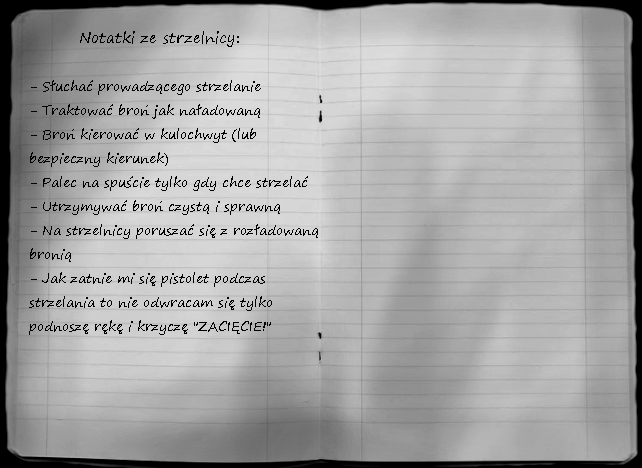 Notatki ze strzelnicy:
- Słuchać prowadzącego strzelanie
- Traktować broń jak naładowaną
- Broń kierować w kulochwyt (lub
bezpieczny kierunek)
- Palec na spuście tylko gdy chce strzelać
- Utrzymywać broń czystą i sprawną
- Na strzelnicy poruszać się z rozładowaną
bronią
- Jak zatnie mi się pistolet podczas
strzelania to nie odwracam się tylko
podnoszę rękę i krzyczę "ZACIĘCIE!"